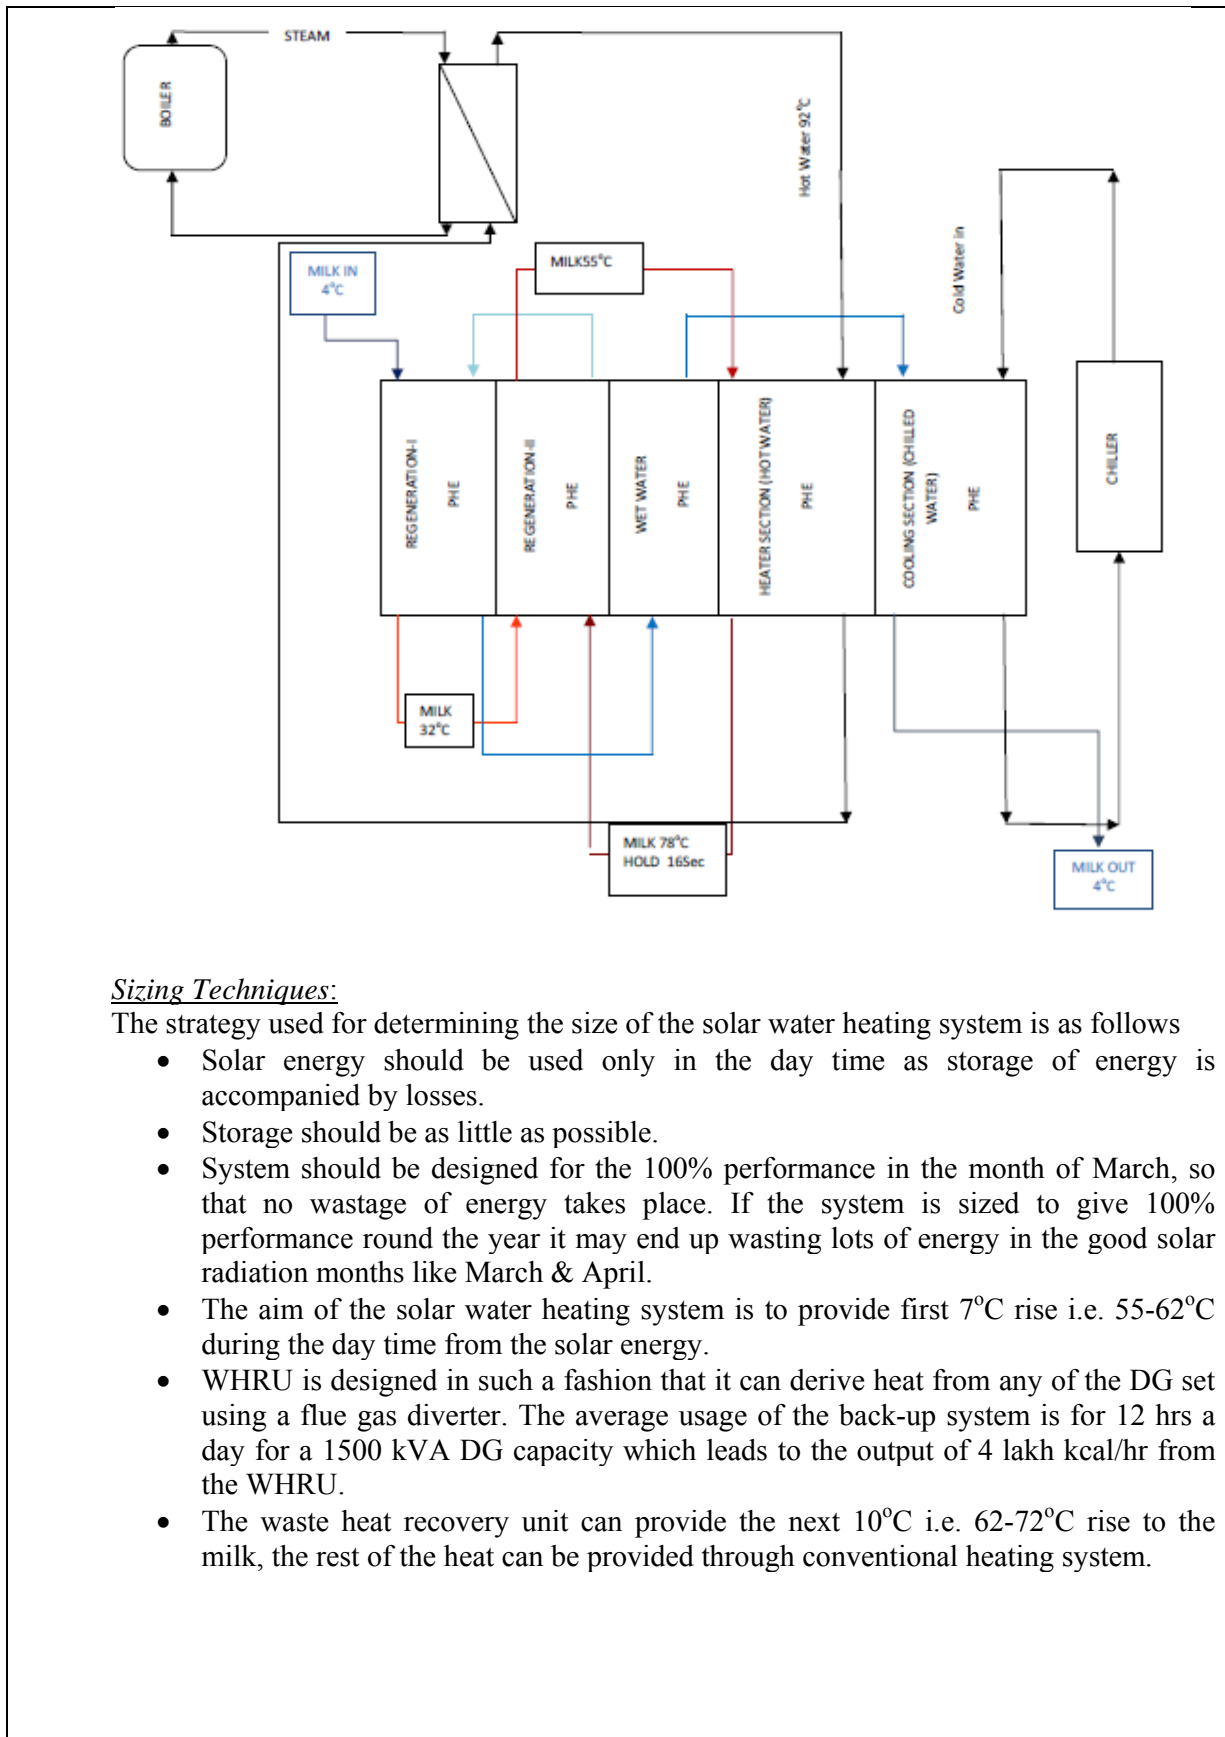 STEAM
BOILER
Hot Water 92°C
Cold Water in
MILK IN
4°C
MILK55°C
REGENERATION-I
PHE
REGENERATION-II
PHE
WET WATER
PHE
HEATER SECTION (HOT WATER)
PHE
COOLING SECTION (CHILLED
WATER)
PHE
CHILLER
MILK
32°C
MILK 78°C
HOLD 16Sec
MILK OUT
4°C
Sizing Techniques:
The strategy used for determining the size of the solar water heating system is as follows
• Solar energy should be used only in the day time as storage of energy is
accompanied by losses.
• Storage should be as little as possible.
• System should be designed for the 100% performance in the month of March, so
that no wastage of energy takes place. If the system is sized to give 100%
performance round the year it may end up wasting lots of energy in the good solar
radiation months like March & April.
• The aim of the solar water heating system is to provide first 7°C rise i.e. 55-62°C
during the day time from the solar energy.
• WHRU is designed in such a fashion that it can derive heat from any of the DG set
using a flue gas diverter. The average usage of the back-up system is for 12 hrs a
day for a 1500 kVA DG capacity which leads to the output of 4 lakh kcal/hr from
the WHRU.
• The waste heat recovery unit can provide the next 10°C i.e. 62-72°C rise to the
milk, the rest of the heat can be provided through conventional heating system.